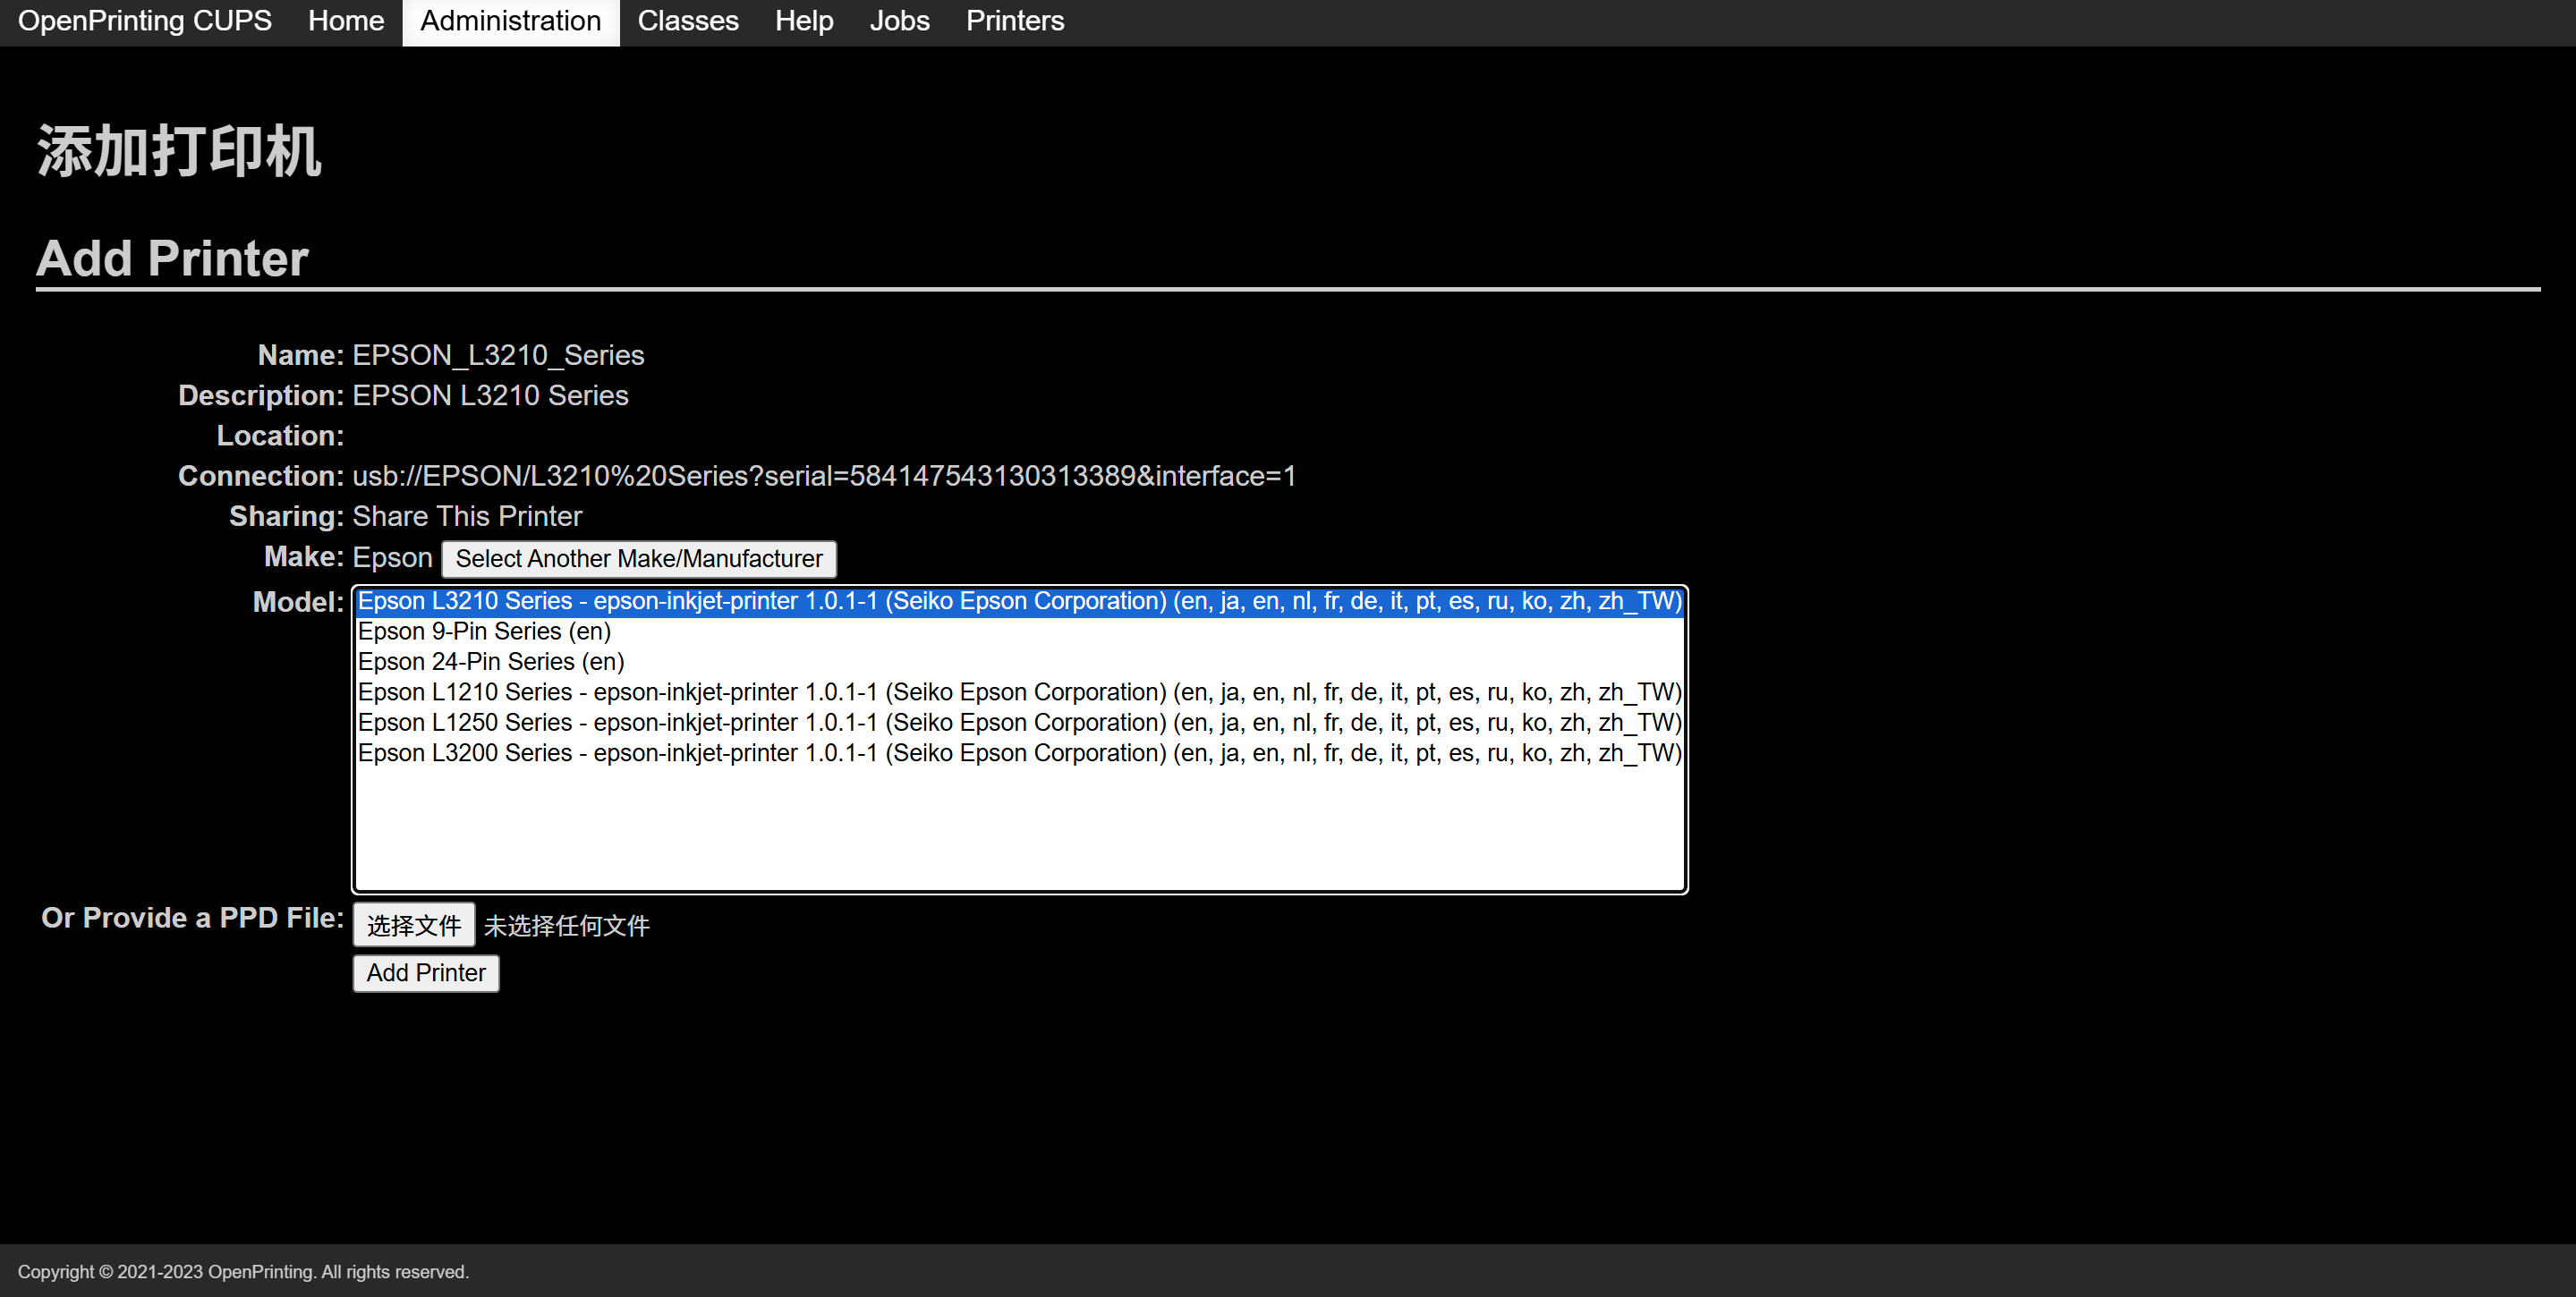 OpenPrinting CUPS Home Administration Classes Help Jobs Printers
添加打印机
Add Printer
Name: EPSON_L3210_Series
Description: EPSON L3210 Series
Location:
Connection: usb://EPSON/L3210%20Series?serial=584147543130313389&interface=1
Sharing: Share This Printer
Make: Epson Select Another Make/Manufacturer
Model: Epson L3210 Series - epson-inkjet-printer 1.0.1-1 (Seiko Epson Corporation) (en, ja, en, nl, fr, de, it, pt, es, ru, ko, zh, zh_TW)
Epson 9-Pin Series (en)
Epson 24-Pin Series (en)
Epson L1210 Series - epson-inkjet-printer 1.0.1-1 (Seiko Epson Corporation) (en, ja, en, nl, fr, de, it, pt, es, ru, ko, zh, zh_TW)
Epson L1250 Series - epson-inkjet-printer 1.0.1-1 (Seiko Epson Corporation) (en, ja, en, nl, fr, de, it, pt, es, ru, ko, zh, zh_TW)
Epson L3200 Series - epson-inkjet-printer 1.0.1-1 (Seiko Epson Corporation) (en, ja, en, nl, fr, de, it, pt, es, ru, ko, zh, zh_TW)
Or Provide a PPD File: 选择文件 未选择任何文件
Add Printer
Copyright © 2021-2023 OpenPrinting. All rights reserved.